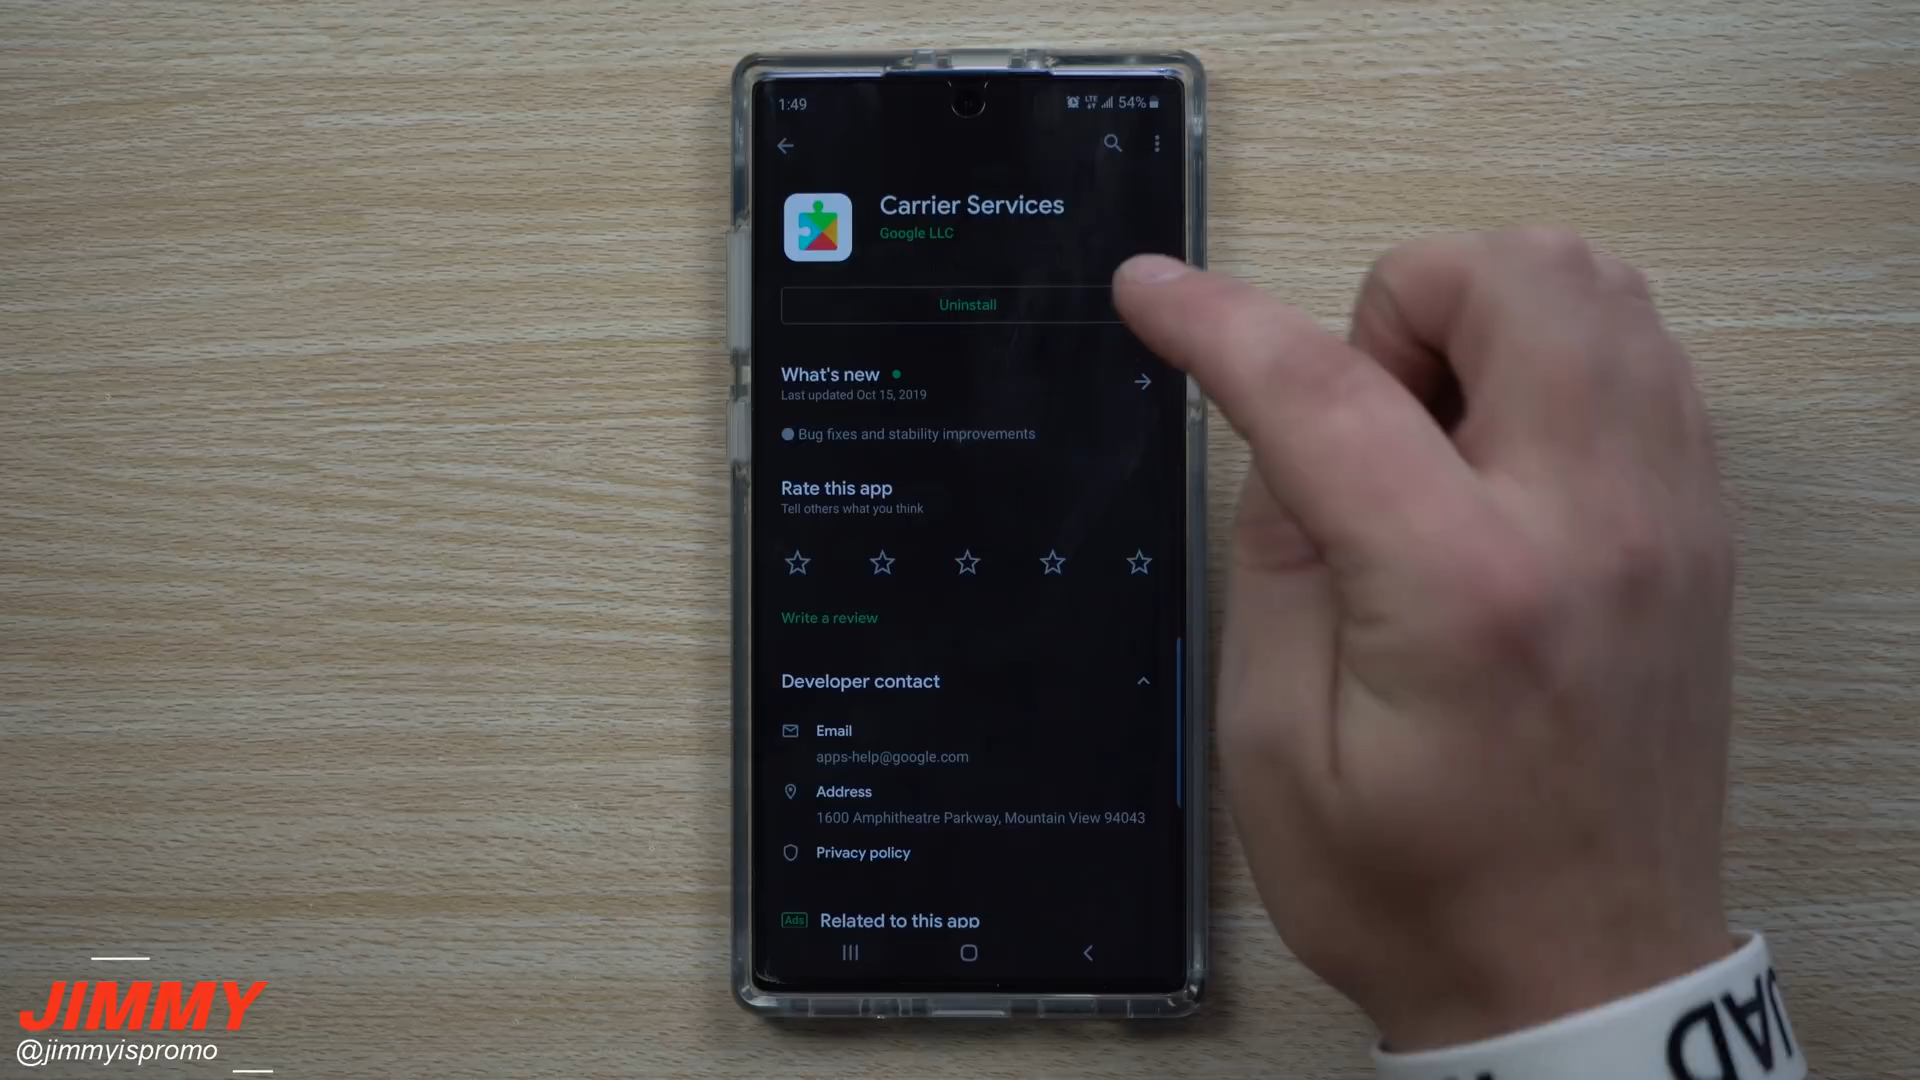 1:49
LTE
54%
Carrier Services
Google LLC
Uninstall
What's new
Last updated Oct 15, 2019
Bug fixes and stability improvements
Rate this app
Tell others what you think
Write a review
Developer contact
Email
apps-help@google.com
Address
1600 Amphitheatre Parkway, Mountain View 94043
Privacy policy
Ads Related to this app
JIMMY
@jimmyispromo